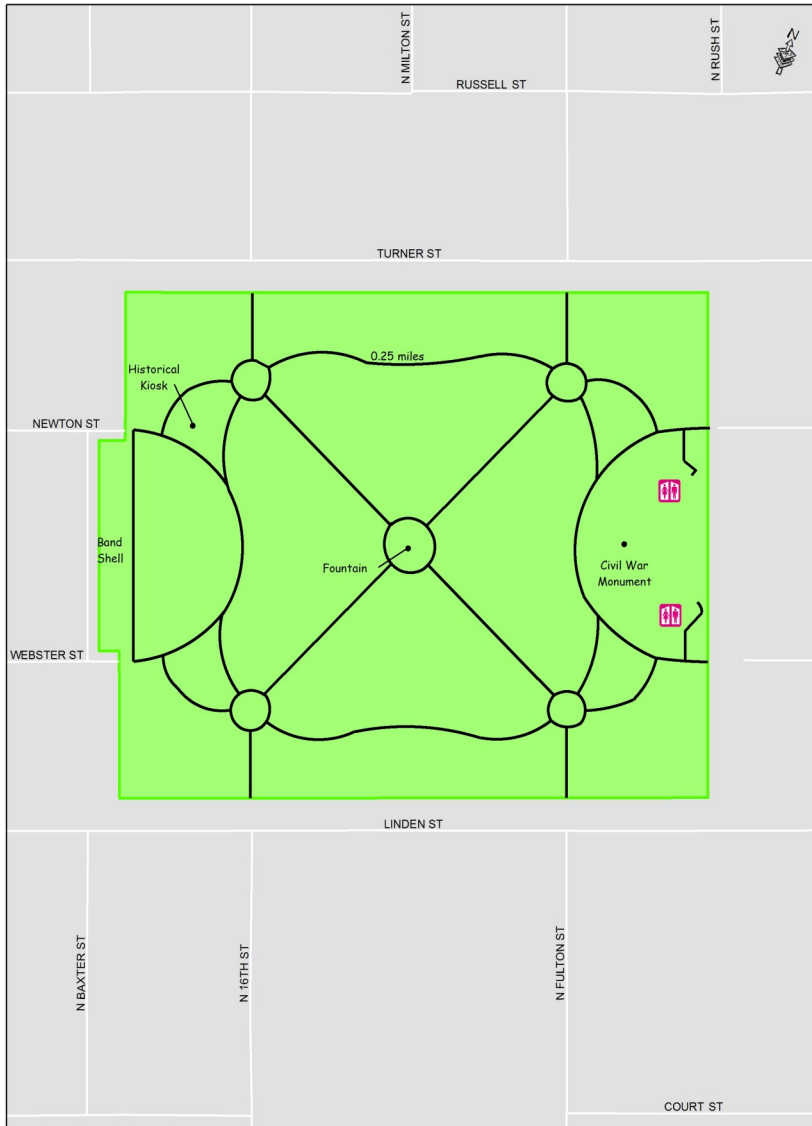 N MILTON ST
N RUSH ST
N
RUSSELL ST
TURNER ST
0.25 miles
Historical
Kiosk
NEWTON ST
Band
Shell
Fountain
Civil War
Monument
WEBSTER ST
LINDEN ST
N BAXTER ST
N 16TH ST
N FULTON ST
COURT ST